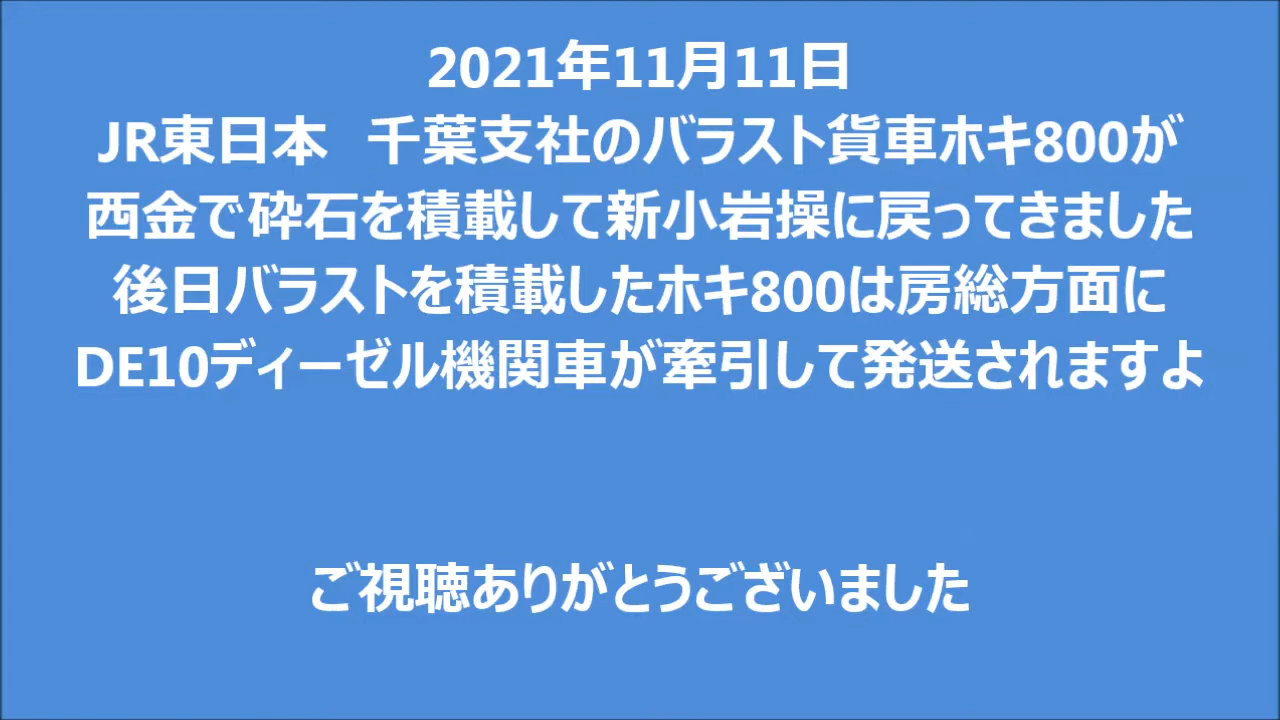 2021年11月11日
JR東日本　千葉支社のバラスト貨車ホキ800が
西金で砕石を積載して新小岩操に戻ってきました
後日バラストを積載したホキ800は房総方面に
DE10ディーゼル機関車が牽引して発送されますよ
ご視聴ありがとうございました